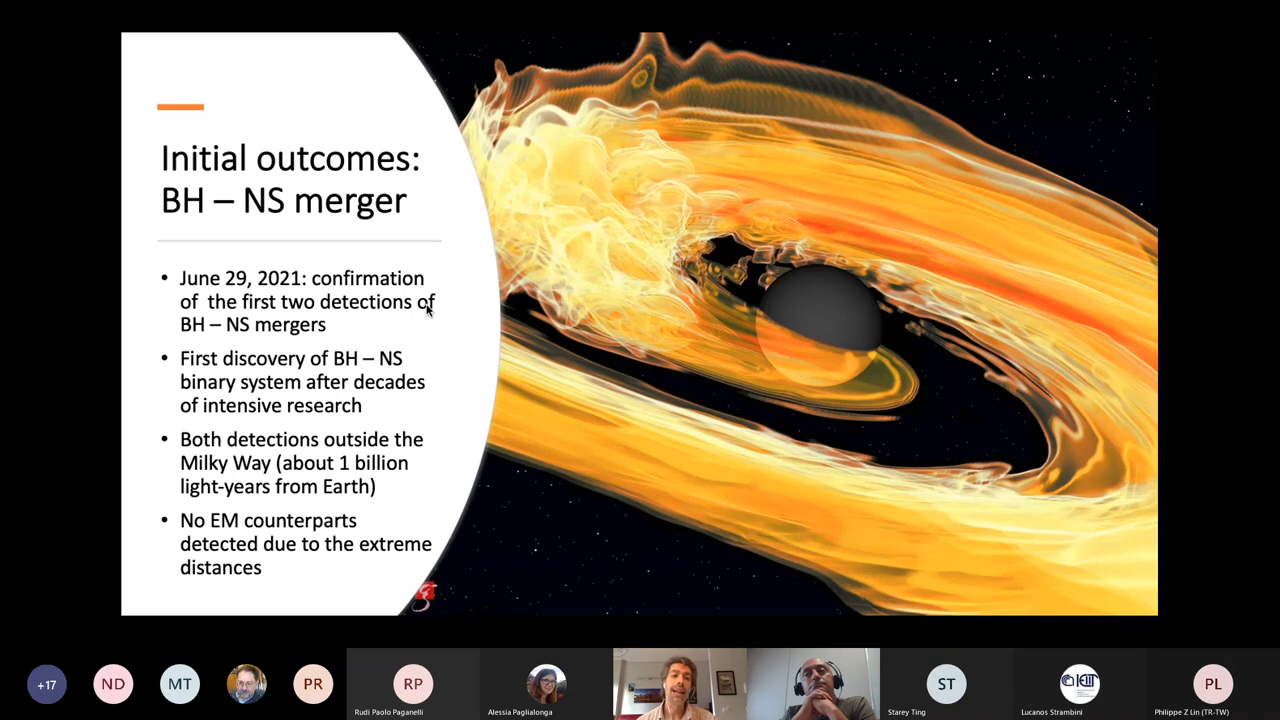 Initial outcomes:
BH – NS merger
• June 29, 2021: confirmation
of the first two detections of
BH – NS mergers
• First discovery of BH – NS
binary system after decades
of intensive research
• Both detections outside the
Milky Way (about 1 billion
light-years from Earth)
• No EM counterparts
detected due to the extreme
distances
+17
ND
MT
PR
RP
ST
IEIIT
PL
Rudi Paolo Paganelli
Alessia Paglialonga
Starey Ting
Lucanos Strambini
Philippe Z Lin (TR-TW)